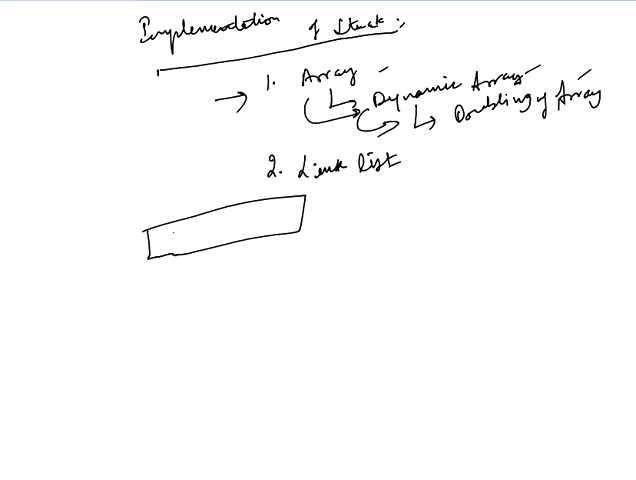 Implementation of Stack :-
1. Array
Dynamic Array
Doubling of Array
2. Link list